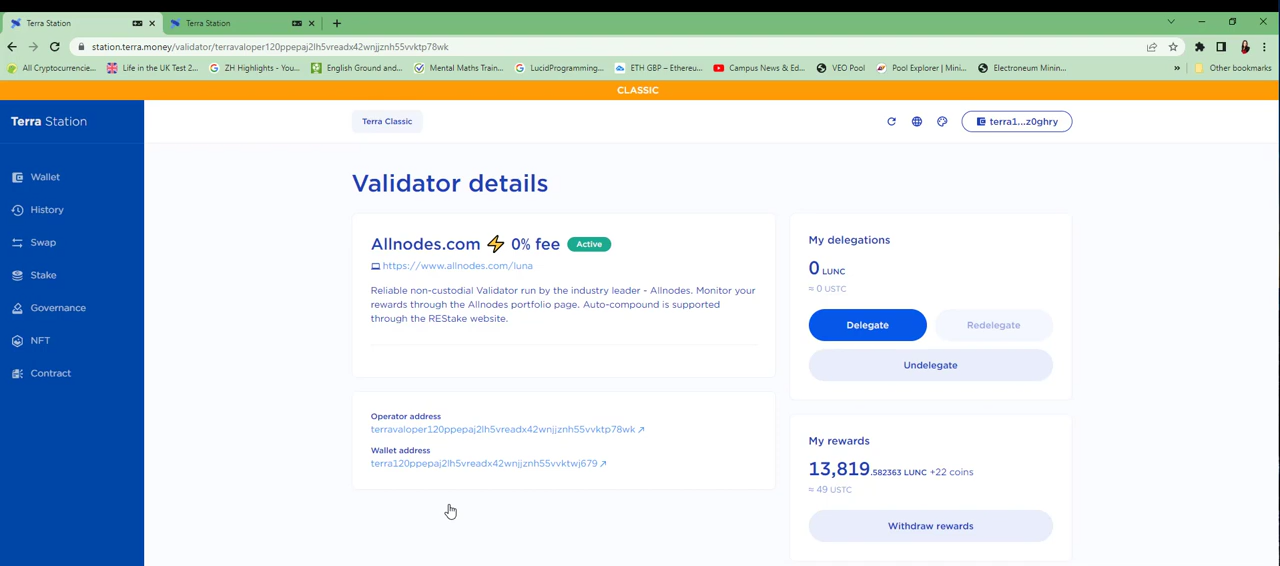 Terra Station
Terra Station
station.terra.money/validator/terravaloper120ppepaj2lh5vreadx42wnjjznh55vvktp78wk
All Cryptocurrencie...
Life in the UK Test 2...
ZH Highlights - You...
English Ground and...
Mental Maths Train...
LucidProgramming...
ETH GBP – Ethereu...
Campus News & Ed...
VEO Pool
Pool Explorer | Mini...
Electroneum Minin...
»
Other bookmarks
CLASSIC
Terra Station
Terra Classic
terra1...z0ghry
Wallet
History
Swap
Stake
Governance
NFT
Contract
Validator details
Allnodes.com ⚡ 0% fee Active
https://www.allnodes.com/luna
Reliable non-custodial Validator run by the industry leader - Allnodes. Monitor your
rewards through the Allnodes portfolio page. Auto-compound is supported
through the REStake website.
Operator address
terravaloper120ppepaj2lh5vreadx42wnjjznh55vvktp78wk
Wallet address
terra120ppepaj2lh5vreadx42wnjjznh55vvktwj679
My delegations
0 LUNC
≈ 0 USTC
Delegate
Redelegate
Undelegate
My rewards
13,819.582363 LUNC +22 coins
≈ 49 USTC
Withdraw rewards